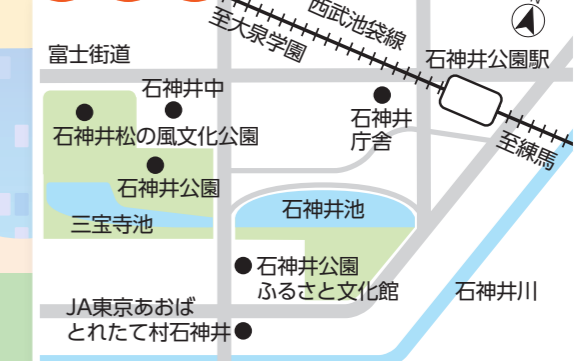 西武池袋線
N
至大泉学園
富士街道
石神井公園駅
石神井中
石神井
庁舎
石神井松の風文化公園
至練馬
石神井公園
石神井池
三宝寺池
石神井公園
ふるさと文化館
石神井川
JA東京あおば
とれたて村石神井